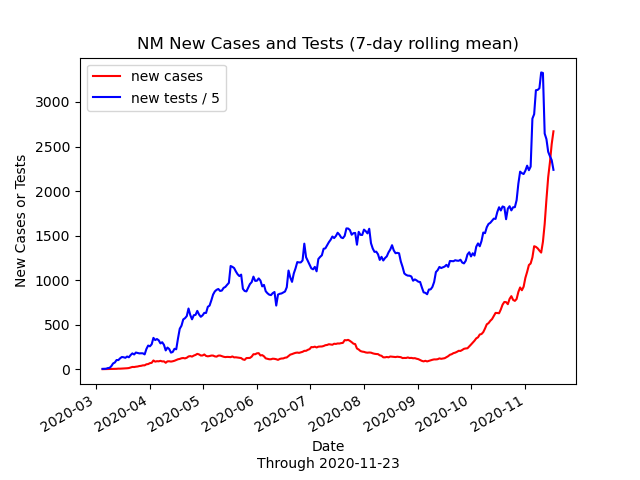 NM New Cases and Tests (7-day rolling mean)
new cases
new tests / 5
New Cases or Tests
3000
2500
2000
1500
1000
500
0
2020-03
2020-04
2020-05
2020-06
2020-07
2020-08
2020-09
2020-10
2020-11
Date
Through 2020-11-23